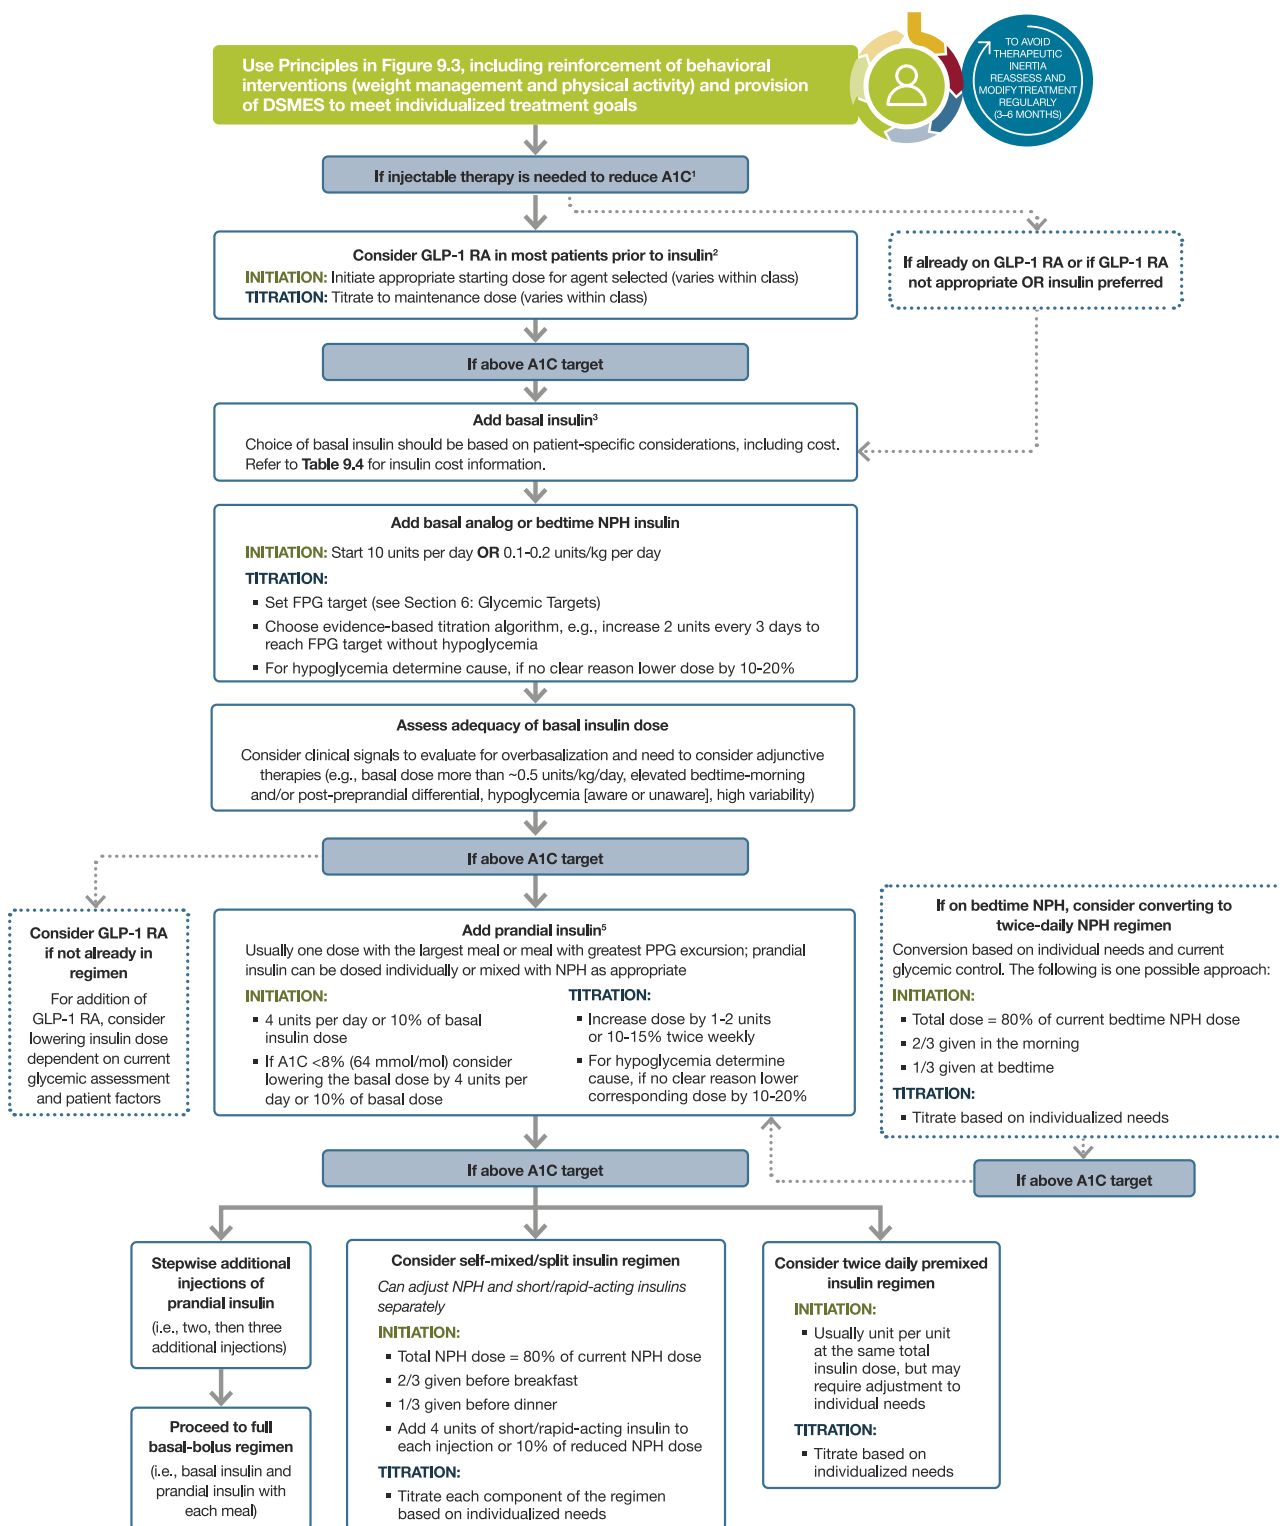 Use Principles in Figure 9.3, including reinforcement of behavioral
interventions (weight management and physical activity) and provision
of DSMES to meet individualized treatment goals
TO AVOID
THERAPEUTIC
INERTIA
REASSESS AND
MODIFY TREATMENT
REGULARLY
(3–6 MONTHS)
If injectable therapy is needed to reduce A1C¹
Consider GLP-1 RA in most patients prior to insulin²
INITIATION: Initiate appropriate starting dose for agent selected (varies within class)
TITRATION: Titrate to maintenance dose (varies within class)
If already on GLP-1 RA or if GLP-1 RA
not appropriate OR insulin preferred
If above A1C target
Add basal insulin³
Choice of basal insulin should be based on patient-specific considerations, including cost.
Refer to Table 9.4 for insulin cost information.
Add basal analog or bedtime NPH insulin
INITIATION: Start 10 units per day OR 0.1-0.2 units/kg per day
TITRATION:
▪ Set FPG target (see Section 6: Glycemic Targets)
▪ Choose evidence-based titration algorithm, e.g., increase 2 units every 3 days to
reach FPG target without hypoglycemia
▪ For hypoglycemia determine cause, if no clear reason lower dose by 10-20%
Assess adequacy of basal insulin dose
Consider clinical signals to evaluate for overbasalization and need to consider adjunctive
therapies (e.g., basal dose more than ~0.5 units/kg/day, elevated bedtime-morning
and/or post-preprandial differential, hypoglycemia [aware or unaware], high variability)
If above A1C target
Consider GLP-1 RA
if not already in
regimen
For addition of
GLP-1 RA, consider
lowering insulin dose
dependent on current
glycemic assessment
and patient factors
Add prandial insulin⁵
Usually one dose with the largest meal or meal with greatest PPG excursion; prandial
insulin can be dosed individually or mixed with NPH as appropriate
INITIATION:
▪ 4 units per day or 10% of basal
insulin dose
▪ If A1C <8% (64 mmol/mol) consider
lowering the basal dose by 4 units per
day or 10% of basal dose
TITRATION:
▪ Increase dose by 1-2 units
or 10-15% twice weekly
▪ For hypoglycemia determine
cause, if no clear reason lower
corresponding dose by 10-20%
If on bedtime NPH, consider converting to
twice-daily NPH regimen
Conversion based on individual needs and current
glycemic control. The following is one possible approach:
INITIATION:
▪ Total dose = 80% of current bedtime NPH dose
▪ 2/3 given in the morning
▪ 1/3 given at bedtime
TITRATION:
▪ Titrate based on individualized needs
If above A1C target
If above A1C target
Stepwise additional
injections of
prandial insulin
(i.e., two, then three
additional injections)
Proceed to full
basal-bolus regimen
(i.e., basal insulin and
prandial insulin with
each meal)
Consider self-mixed/split insulin regimen
Can adjust NPH and short/rapid-acting insulins
separately
INITIATION:
▪ Total NPH dose = 80% of current NPH dose
▪ 2/3 given before breakfast
▪ 1/3 given before dinner
▪ Add 4 units of short/rapid-acting insulin to
each injection or 10% of reduced NPH dose
TITRATION:
▪ Titrate each component of the regimen
based on individualized needs
Consider twice daily premixed
insulin regimen
INITIATION:
▪ Usually unit per unit
at the same total
insulin dose, but may
require adjustment to
individual needs
TITRATION:
▪ Titrate based on
individualized needs